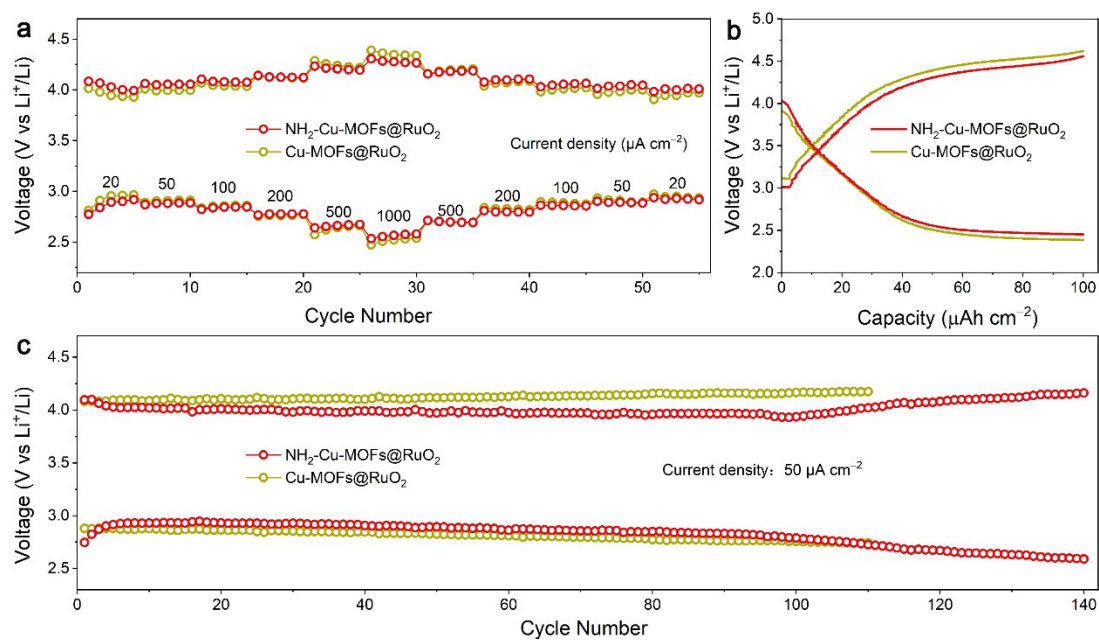 a
4.5
4.0
3.5
3.0
2.5
Voltage (V vs Li⁺/Li)
NH₂-Cu-MOFs@RuO₂
Cu-MOFs@RuO₂
Current density (μA cm⁻²)
20
50
100
200
500
1000
500
200
100
50
20
0 10 20 30 40 50
Cycle Number
b
5.0
4.5
4.0
3.5
3.0
2.5
2.0
Voltage (V vs Li⁺/Li)
NH₂-Cu-MOFs@RuO₂
Cu-MOFs@RuO₂
0 20 40 60 80 100
Capacity (μAh cm⁻²)
c
4.5
4.0
3.5
3.0
2.5
Voltage (V vs Li⁺/Li)
NH₂-Cu-MOFs@RuO₂
Cu-MOFs@RuO₂
Current density: 50 μA cm⁻²
0 20 40 60 80 100 120 140
Cycle Number